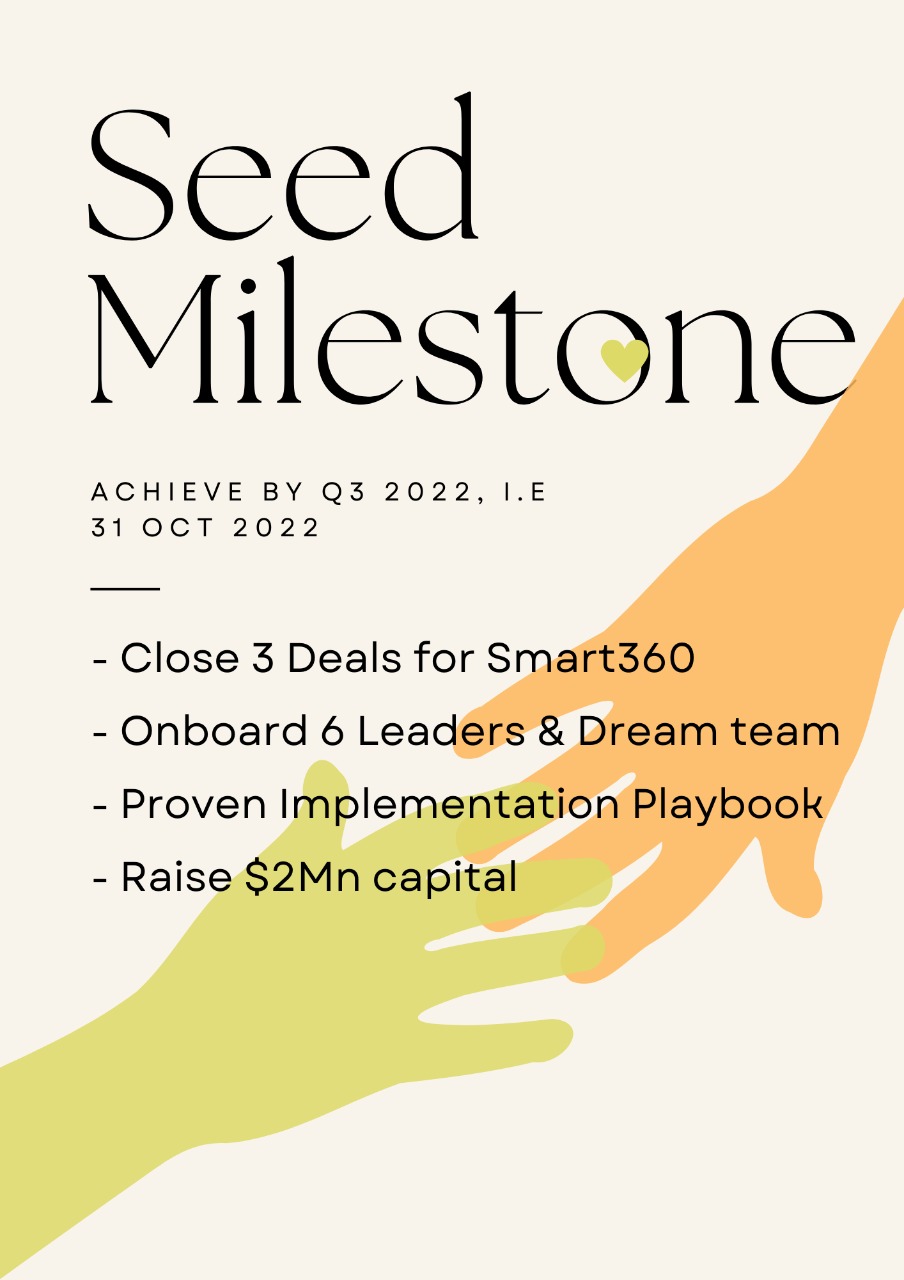 Seed
Milestone
ACHIEVE BY Q3 2022, I.E
31 OCT 2022
- Close 3 Deals for Smart360
- Onboard 6 Leaders & Dream team
- Proven Implementation Playbook
- Raise $2Mn capital